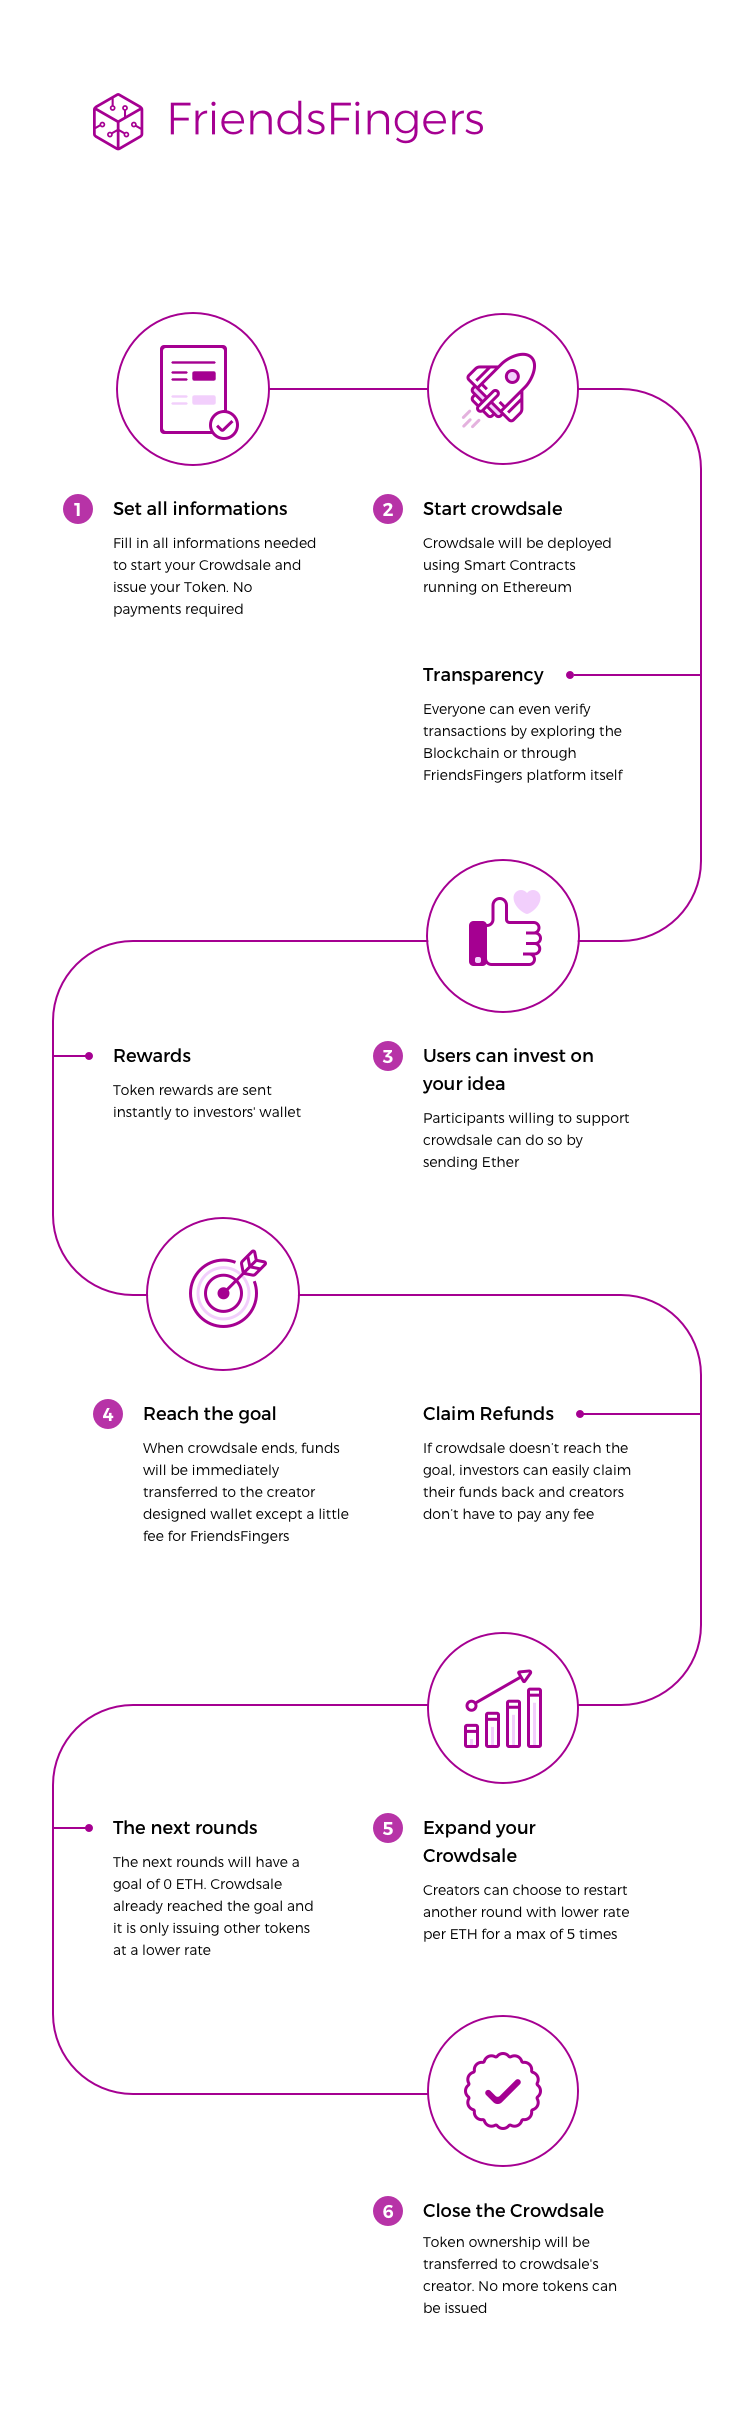 FriendsFingers
1
Set all informations
Fill in all informations needed
to start your Crowdsale and
issue your Token. No
payments required
2
Start crowdsale
Crowdsale will be deployed
using Smart Contracts
running on Ethereum
Transparency
Everyone can even verify
transactions by exploring the
Blockchain or through
FriendsFingers platform itself
3
Users can invest on
your idea
Participants willing to support
crowdsale can do so by
sending Ether
Rewards
Token rewards are sent
instantly to investors' wallet
4
Reach the goal
When crowdsale ends, funds
will be immediately
transferred to the creator
designed wallet except a little
fee for FriendsFingers
Claim Refunds
If crowdsale doesn't reach the
goal, investors can easily claim
their funds back and creators
don't have to pay any fee
5
Expand your
Crowdsale
Creators can choose to restart
another round with lower rate
per ETH for a max of 5 times
The next rounds
The next rounds will have a
goal of 0 ETH. Crowdsale
already reached the goal and
it is only issuing other tokens
at a lower rate
6
Close the Crowdsale
Token ownership will be
transferred to crowdsale's
creator. No more tokens can
be issued